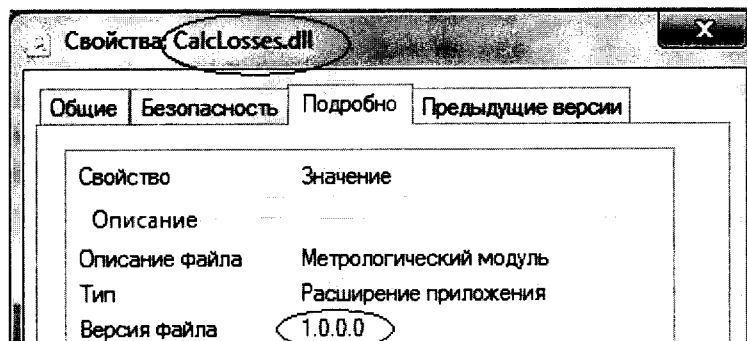 Свойства: CalcLosses.dll
Общие Безопасность Подробно Предыдущие версии
Свойство Значение
Описание
Описание файла Метрологический модуль
Тип Расширение приложения
Версия файла 1.0.0.0